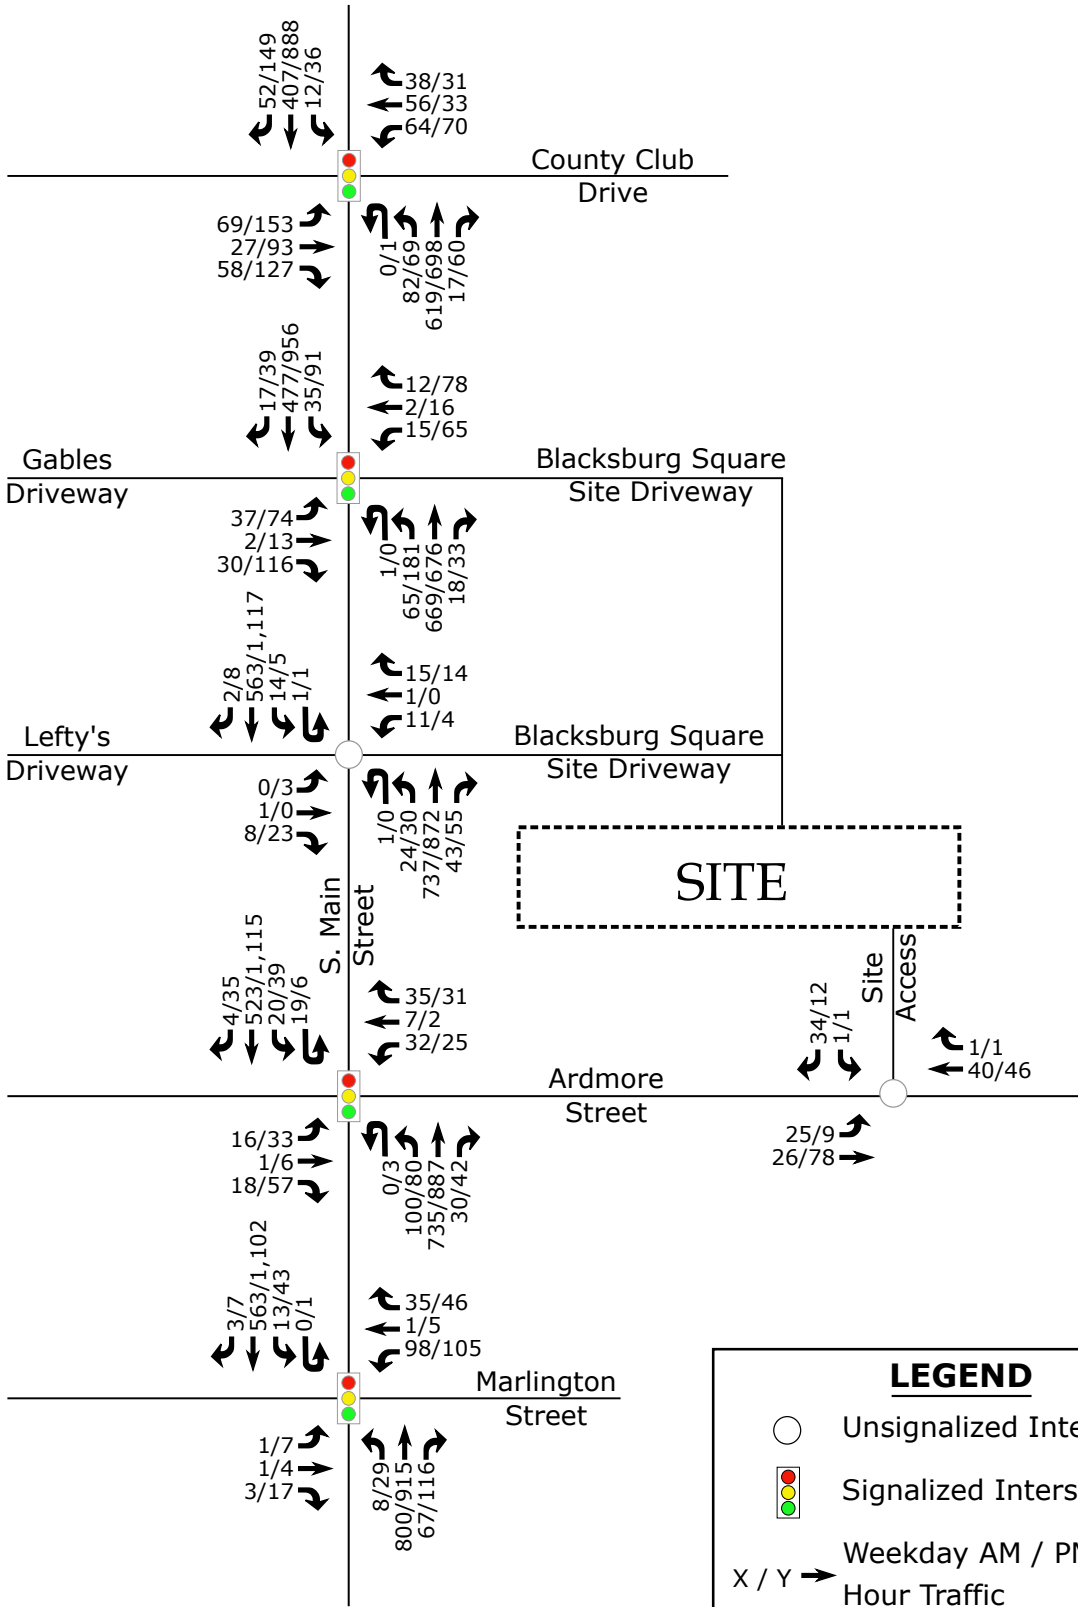 52/149
407/888
12/36
38/31
56/33
64/70
County Club
Drive
69/153
27/93
58/127
0/1
82/69
619/698
17/60
17/39
477/956
35/91
12/78
2/16
15/65
Gables
Driveway
Blacksburg Square
Site Driveway
37/74
2/13
30/116
1/0
65/181
669/676
18/33
2/8
563/1,117
14/5
1/1
15/14
1/0
11/4
Lefty's
Driveway
Blacksburg Square
Site Driveway
0/3
1/0
8/23
1/0
24/30
737/872
43/55
SITE
S. Main
Street
Site
Access
4/35
523/1,115
20/39
19/6
35/31
7/2
32/25
34/12
1/1
1/1
40/46
Ardmore
Street
25/9
26/78
16/33
1/6
18/57
0/3
100/80
735/887
30/42
3/7
563/1,102
13/43
0/1
35/46
1/5
98/105
Marlington
Street
1/7
1/4
3/17
8/29
800/915
67/116
LEGEND
Unsignalized Inte
Signalized Inters
X / Y
Weekday AM / PM
Hour Traffic